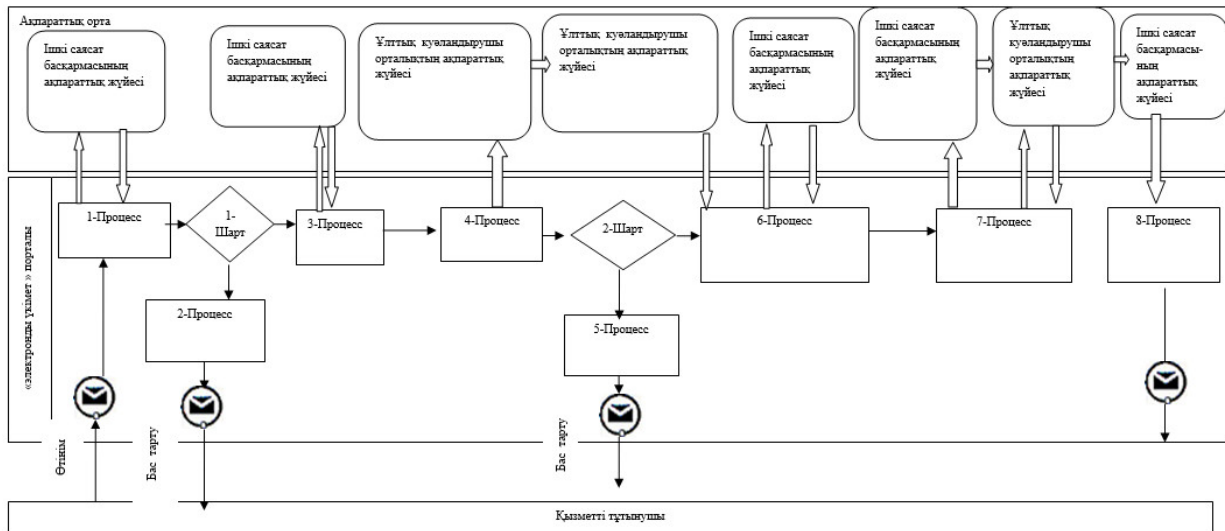 Ақпараттық орта
Ішкі саясат
басқармасының
ақпараттық жүйесі
Ішкі саясат
басқармасының
ақпараттық жүйесі
Ұлттық куәландырушы
орталықтың ақпараттық
жүйесі
Ұлттық куәландырушы
орталықтың ақпараттық
жүйесі
Ішкі саясат
басқармасының
ақпараттық
жүйесі
Ішкі саясат
басқармасының
ақпараттық жүйесі
Ұлттық
куәландырушы
орталықтың
ақпараттық
жүйесі
Ішкі саясат
басқармасы-
ның
ақпараттық
жүйесі
«электронды үкімет » порталы
1-Процесс
1-
Шарт
3-Процесс
4-Процесс
2-Шарт
6-Процесс
7-Процесс
8-Процесс
2-Процесс
5-Процесс
Өтінім
Бас тарту
Бас тарту
Қызметті тұтынушы